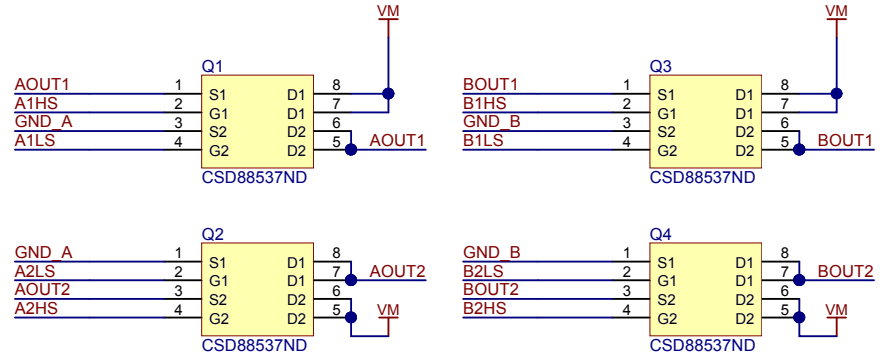 VM
Q1
AOUT1 1 S1 D1 8
A1HS 2 G1 D1 7
GND_A 3 S2 D2 6
A1LS 4 G2 D2 5 AOUT1
CSD88537ND
VM
Q3
BOUT1 1 S1 D1 8
B1HS 2 G1 D1 7
GND_B 3 S2 D2 6
B1LS 4 G2 D2 5 BOUT1
CSD88537ND
Q2
GND_A 1 S1 D1 8
A2LS 2 G1 D1 7 AOUT2
AOUT2 3 S2 D2 6
A2HS 4 G2 D2 5 VM
CSD88537ND
Q4
GND_B 1 S1 D1 8
B2LS 2 G1 D1 7 BOUT2
BOUT2 3 S2 D2 6
B2HS 4 G2 D2 5 VM
CSD88537ND